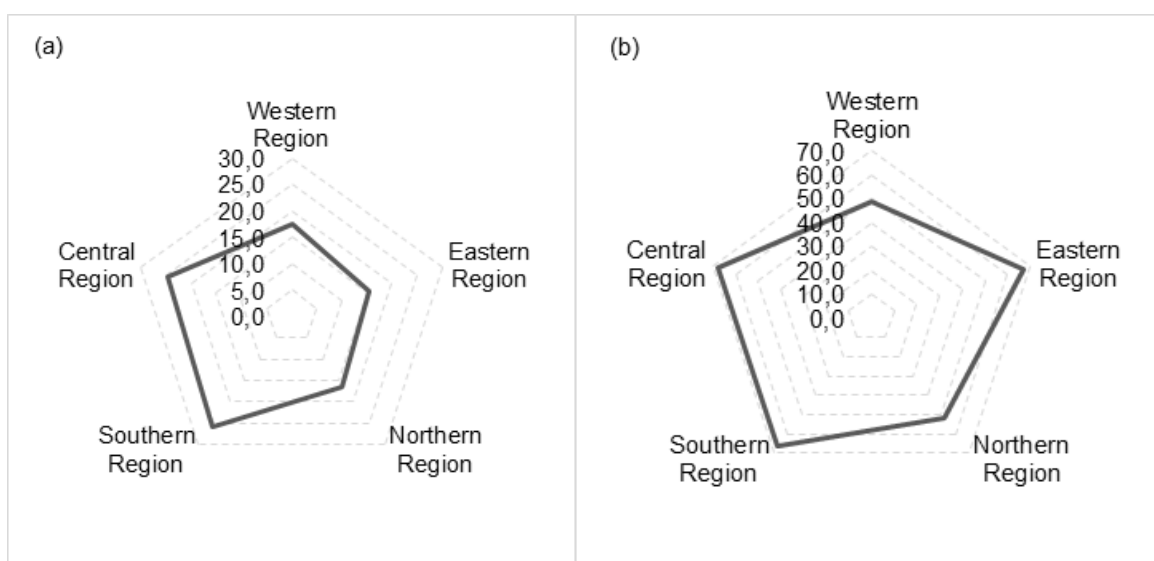 (a)
Western
Region
30,0
25,0
20,0
15,0
10,0
5,0
0,0
Central
Region
Eastern
Region
Southern
Region
Northern
Region
(b)
Western
Region
70,0
60,0
50,0
40,0
30,0
20,0
10,0
0,0
Central
Region
Eastern
Region
Southern
Region
Northern
Region